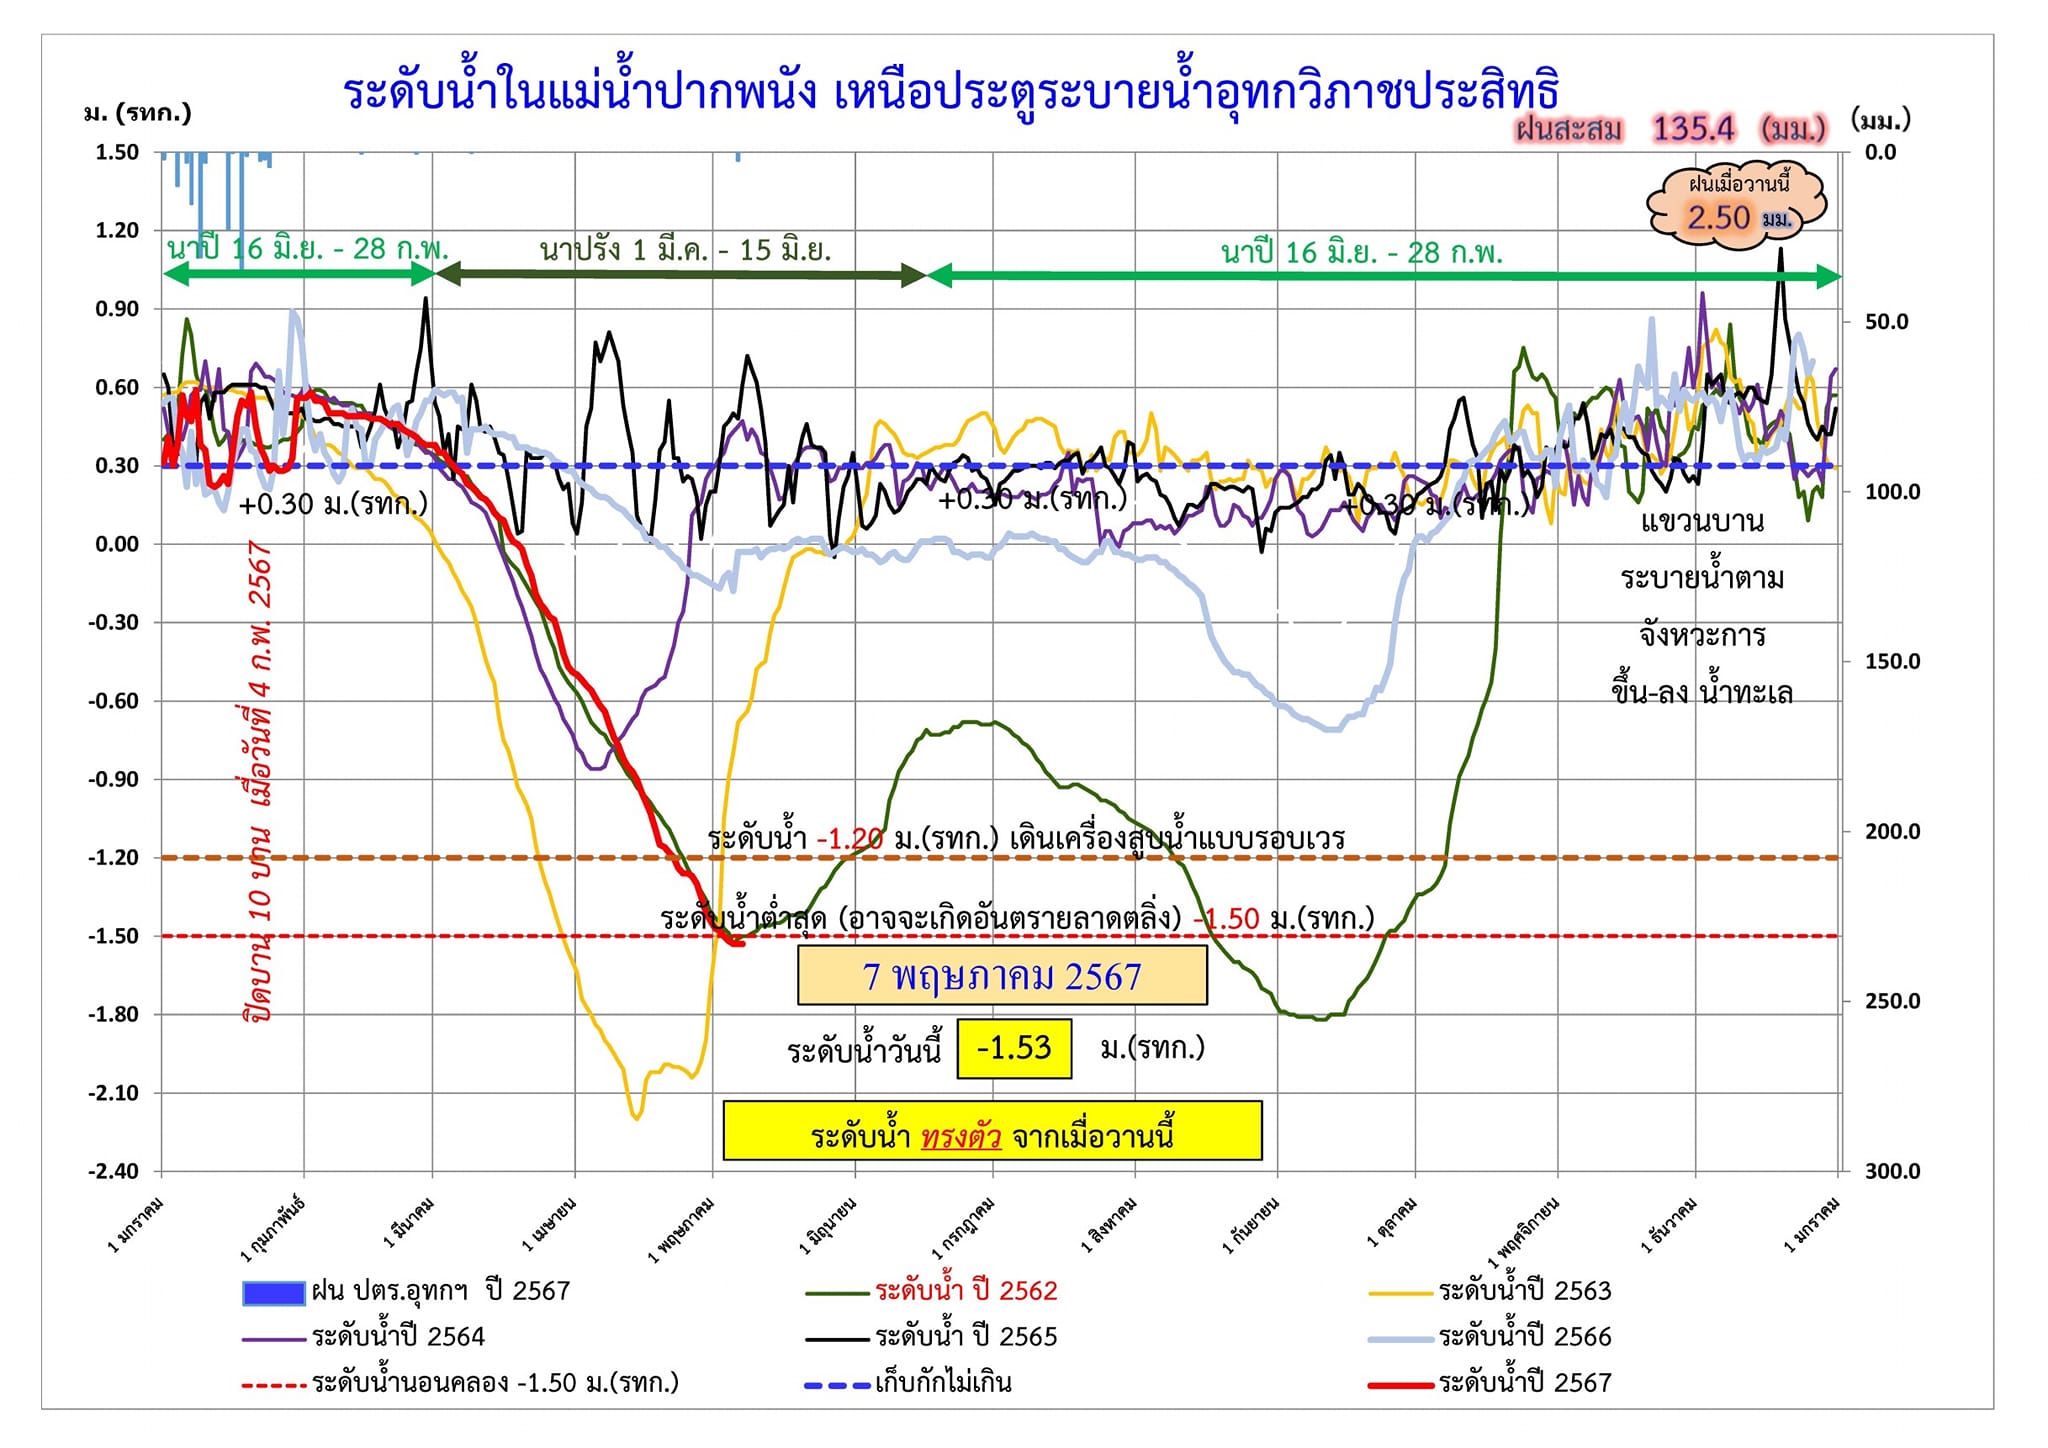 ระดับน้ำในแม่น้ำปากพนัง เหนือประตูระบายน้ำอุทกวิภาชประสิทธิ
ม. (รทก.)
(มม.)
ฝนสะสม 135.4 (มม.)
ฝนเมื่อวานนี้
2.50 มม.
1.50
1.20
0.90
0.60
0.30
0.00
-0.30
-0.60
-0.90
-1.20
-1.50
-1.80
-2.10
-2.40
0.0
50.0
100.0
150.0
200.0
250.0
300.0
นาปี 16 มิ.ย. - 28 ก.พ.
นาปรัง 1 มี.ค. - 15 มิ.ย.
นาปี 16 มิ.ย. - 28 ก.พ.
+0.30 ม.(รทก.)
+0.30 ม.(รทก.)
+0.30 ม.(รทก.)
แขวนบาน
ระบายน้ำตาม
จังหวะการ
ขึ้น-ลง น้ำทะเล
ปิดบาน 10 บาน เมื่อวันที่ 4 ก.พ. 2567
ระดับน้ำ -1.20 ม.(รทก.) เดินเครื่องสูบน้ำแบบรอบเวร
ระดับน้ำต่ำสุด (อาจจะเกิดอันตรายลาดตลิ่ง) -1.50 ม.(รทก.)
7 พฤษภาคม 2567
ระดับน้ำวันนี้ -1.53 ม.(รทก.)
ระดับน้ำ ทรงตัว จากเมื่อวานนี้
1 มกราคม
1 กุมภาพันธ์
1 มีนาคม
1 เมษายน
1 พฤษภาคม
1 มิถุนายน
1 กรกฎาคม
1 สิงหาคม
1 กันยายน
1 ตุลาคม
1 พฤศจิกายน
1 ธันวาคม
1 มกราคม
ฝน ปตร.อุทกฯ ปี 2567
ระดับน้ำ ปี 2562
ระดับน้ำปี 2563
ระดับน้ำปี 2564
ระดับน้ำ ปี 2565
ระดับน้ำปี 2566
ระดับน้ำนอนคลอง -1.50 ม.(รทก.)
เก็บกักไม่เกิน
ระดับน้ำปี 2567